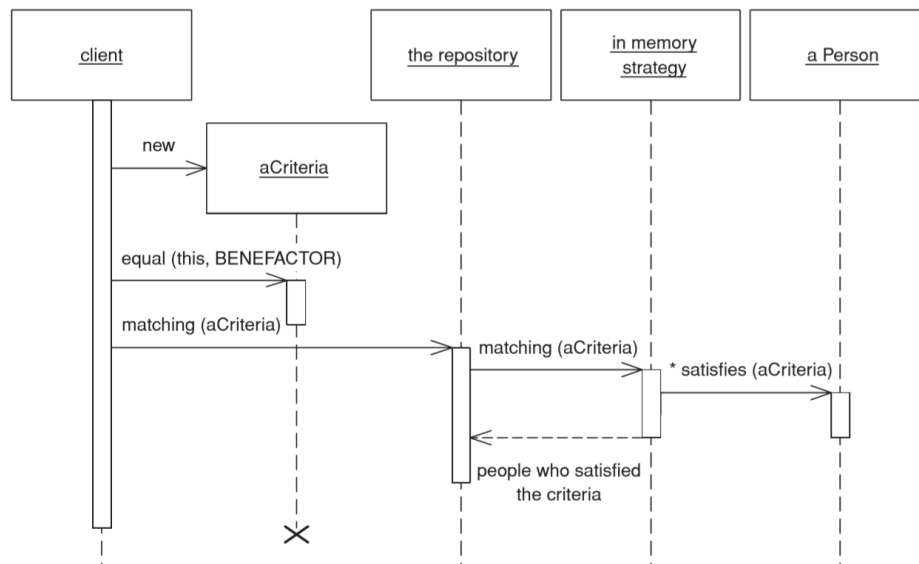 client
the repository
in memory
strategy
a Person
new
aCriteria
equal (this, BENEFACTOR)
matching (aCriteria)
matching (aCriteria)
* satisfies (aCriteria)
people who satisfied
the criteria